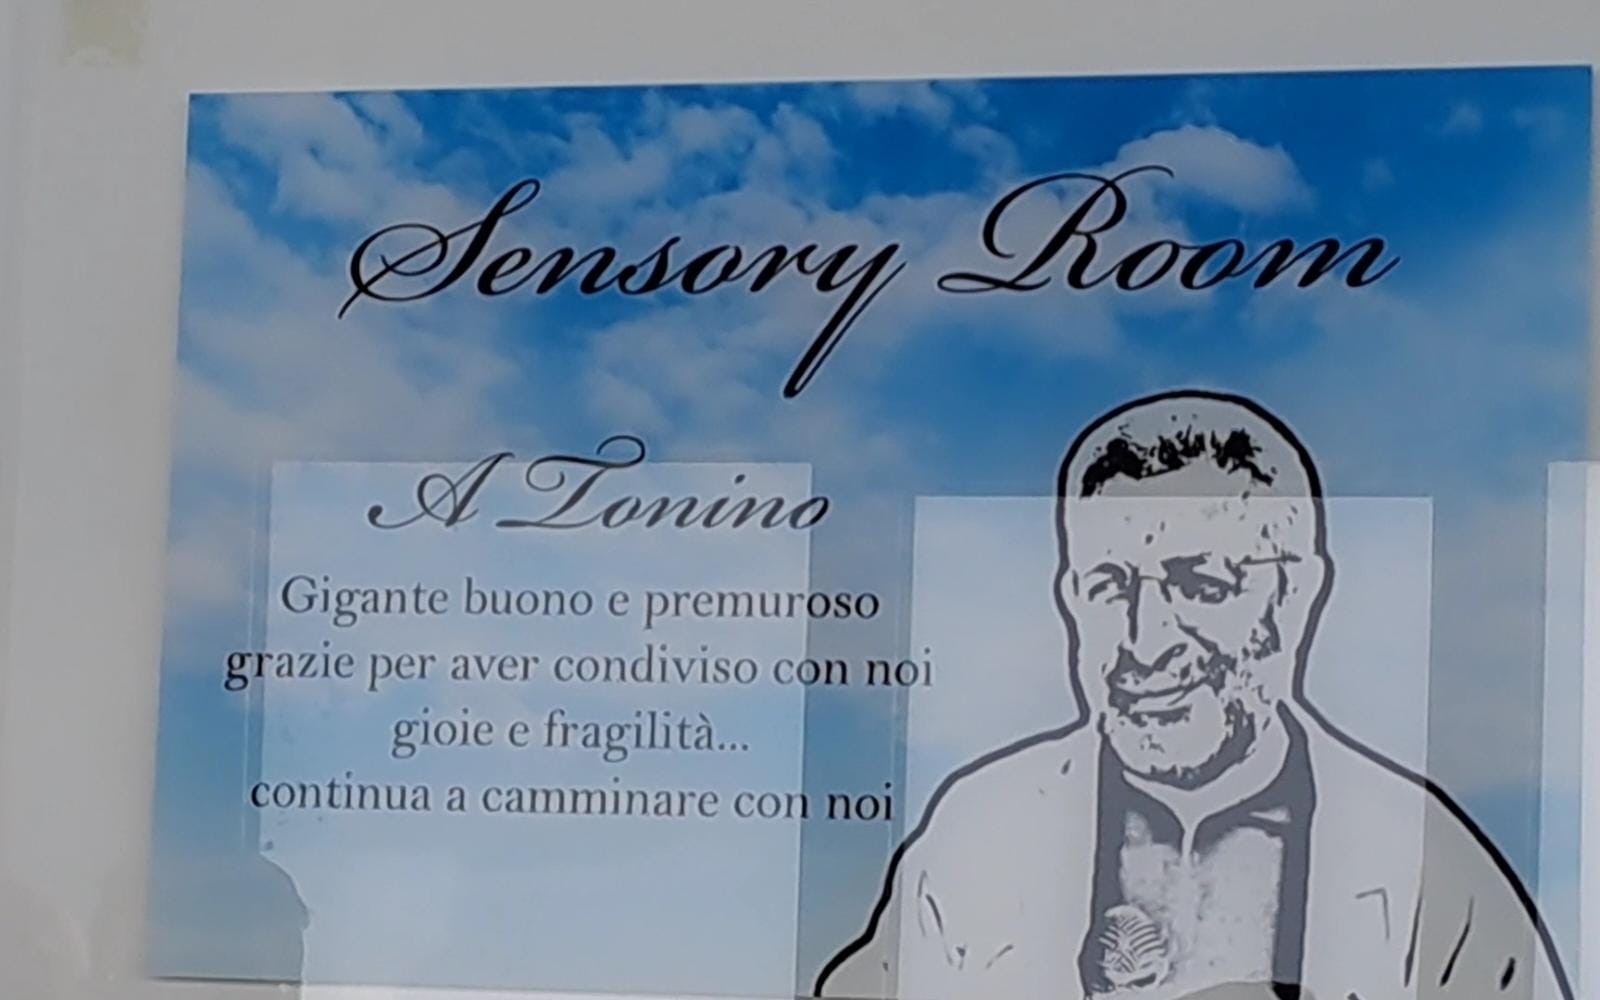 Sensory Room
A Tonino
Gigante buono e premuroso
grazie per aver condiviso con noi
gioie e fragilità...
continua a camminare con noi